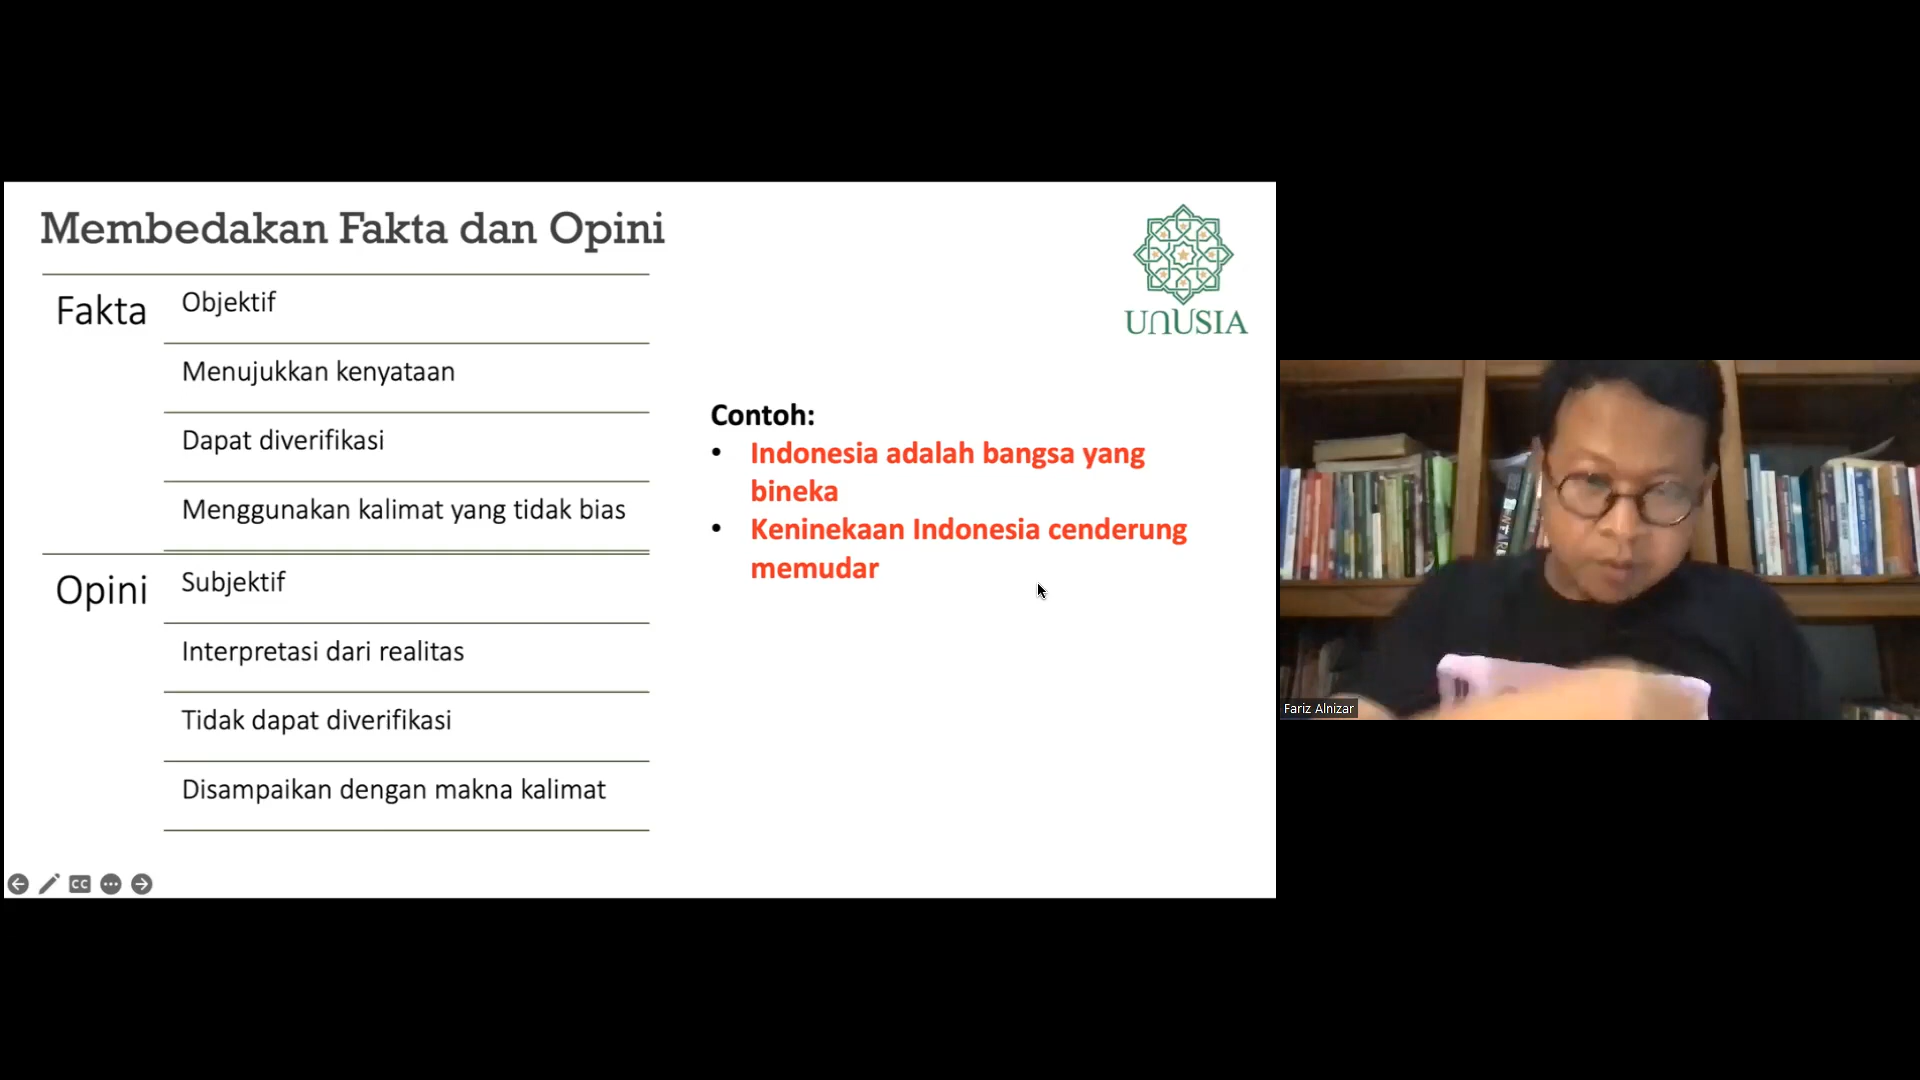 Membedakan Fakta dan Opini
Fakta
Objektif
Menujukkan kenyataan
Dapat diverifikasi
Menggunakan kalimat yang tidak bias
Opini
Subjektif
Interpretasi dari realitas
Tidak dapat diverifikasi
Disampaikan dengan makna kalimat
UNUSIA
Contoh:
• Indonesia adalah bangsa yang
bineka
• Keninekaan Indonesia cenderung
memudar
CC
Fariz Alnizar